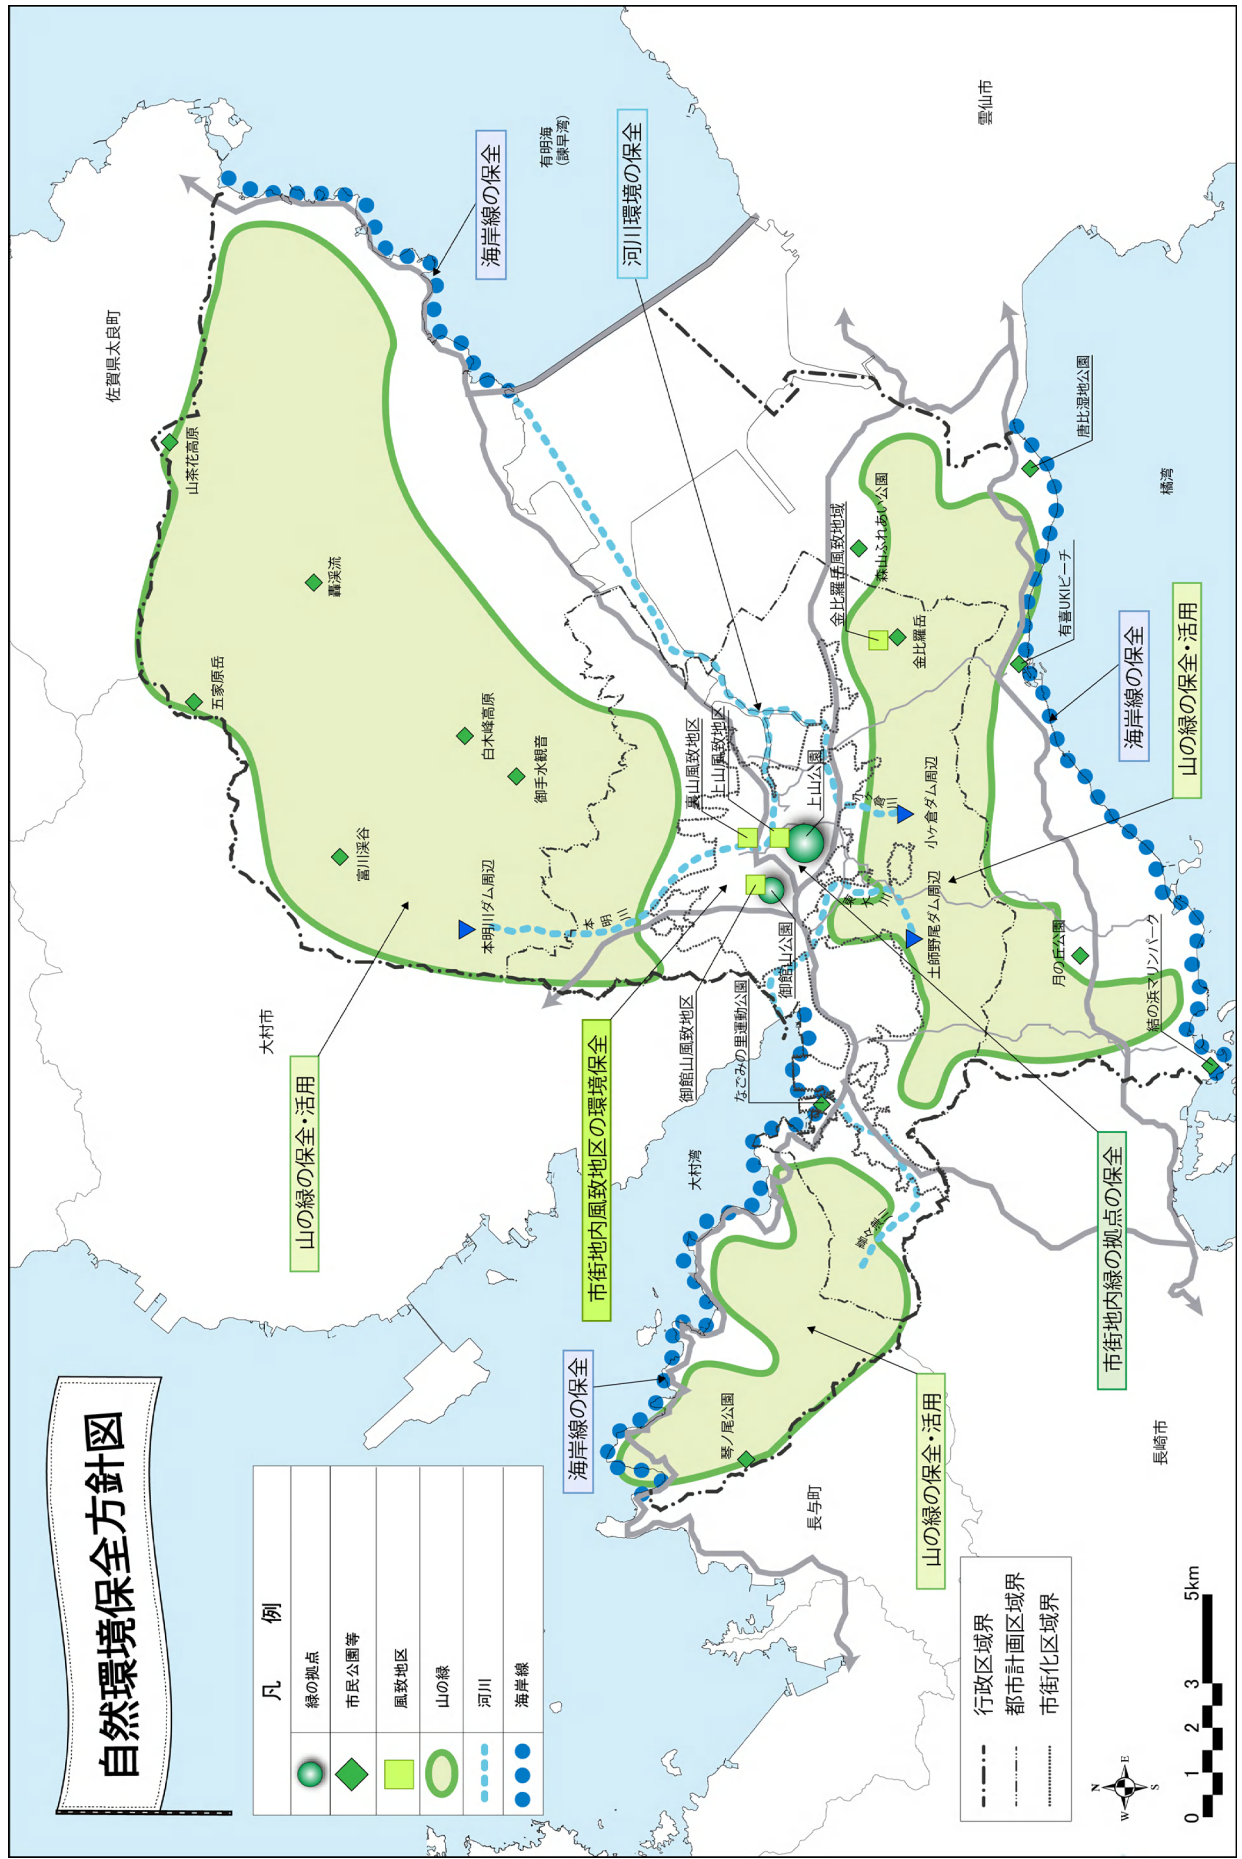 自然環境保全方針図
凡　例
緑の拠点
市民公園等
風致地区
山の緑
河川
海岸線
佐賀県太良町
山茶花高原
五家原岳
轟渓流
富川渓谷
白木峰高原
御手水観音
本明川ダム周辺
本明川
大村市
山の緑の保全・活用
海岸線の保全
有明海
(諫早湾)
河川環境の保全
雲仙市
市街地内風致地区の環境保全
御館山風致地区
なごみの里運動公園
御館山公園
裏山風致地区
上山風致地区
上山公園
金比羅岳風致地域
森山ふれあい公園
金比羅岳
小ヶ倉ダム周辺
土師野尾ダム周辺
東大川
唐比湿地公園
有喜UKIビーチ
橘湾
海岸線の保全
山の緑の保全・活用
月の丘公園
結の浜マリンパーク
市街地内緑の拠点の保全
大村湾
海岸線の保全
琴ノ尾公園
山の緑の保全・活用
長与町
長崎市
行政区域界
都市計画区域界
市街化区域界
N
W
E
S
0 1 2 3 5km